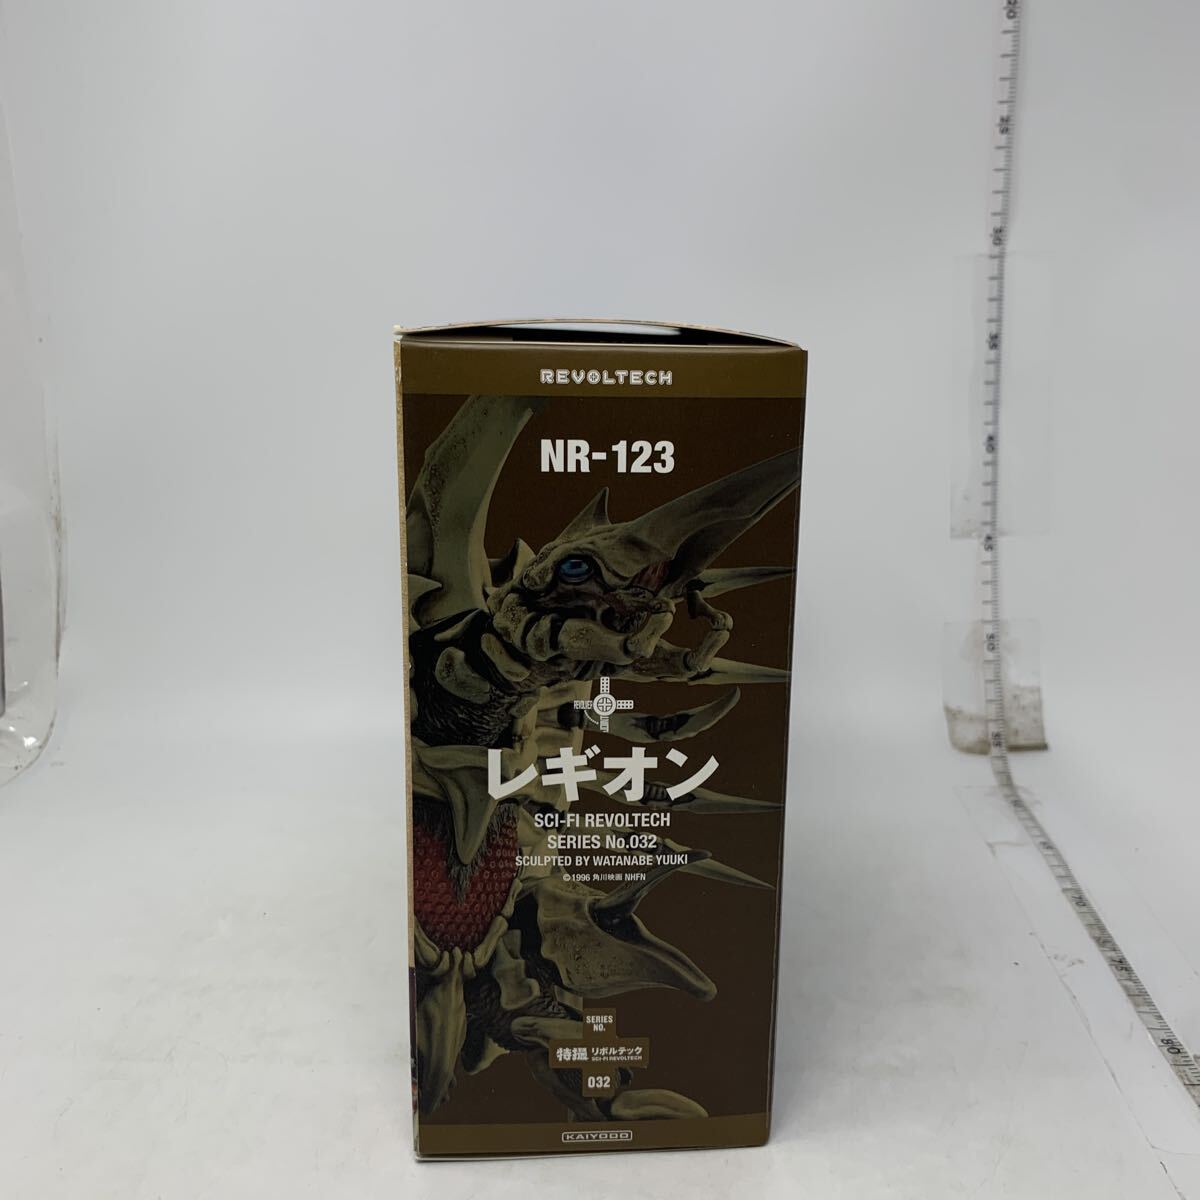 REVOLTECH
NR-123
REVOLVER
レギオン
SCI-FI REVOLTECH
SERIES No.032
SCULPTED BY WATANABE YUUKI
©1996 角川映画 NHFN
SERIES
NO.
特撮 リボルテック
SCI-FI REVOLTECH
032
KAIYODO